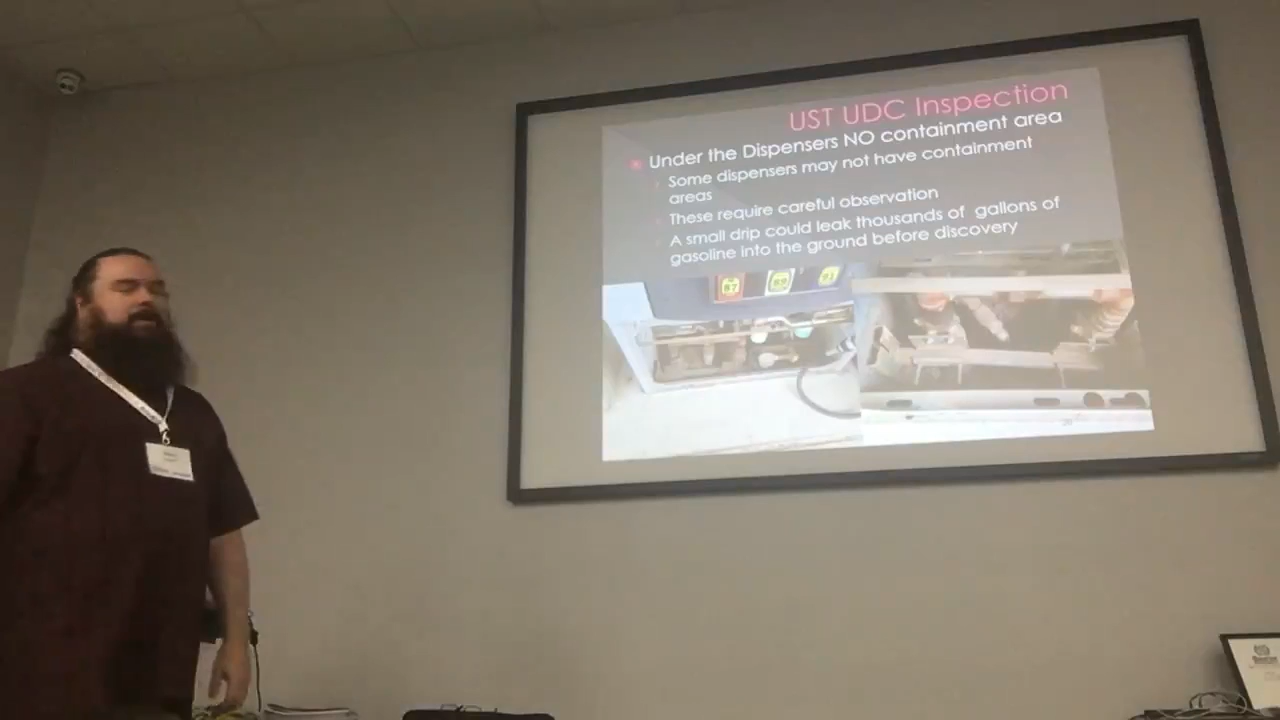 UST UDC Inspection
Under the Dispensers NO containment area
Some dispensers may not have containment
areas
These require careful observation
A small drip could leak thousands of gallons of
gasoline into the ground before discovery
87
89